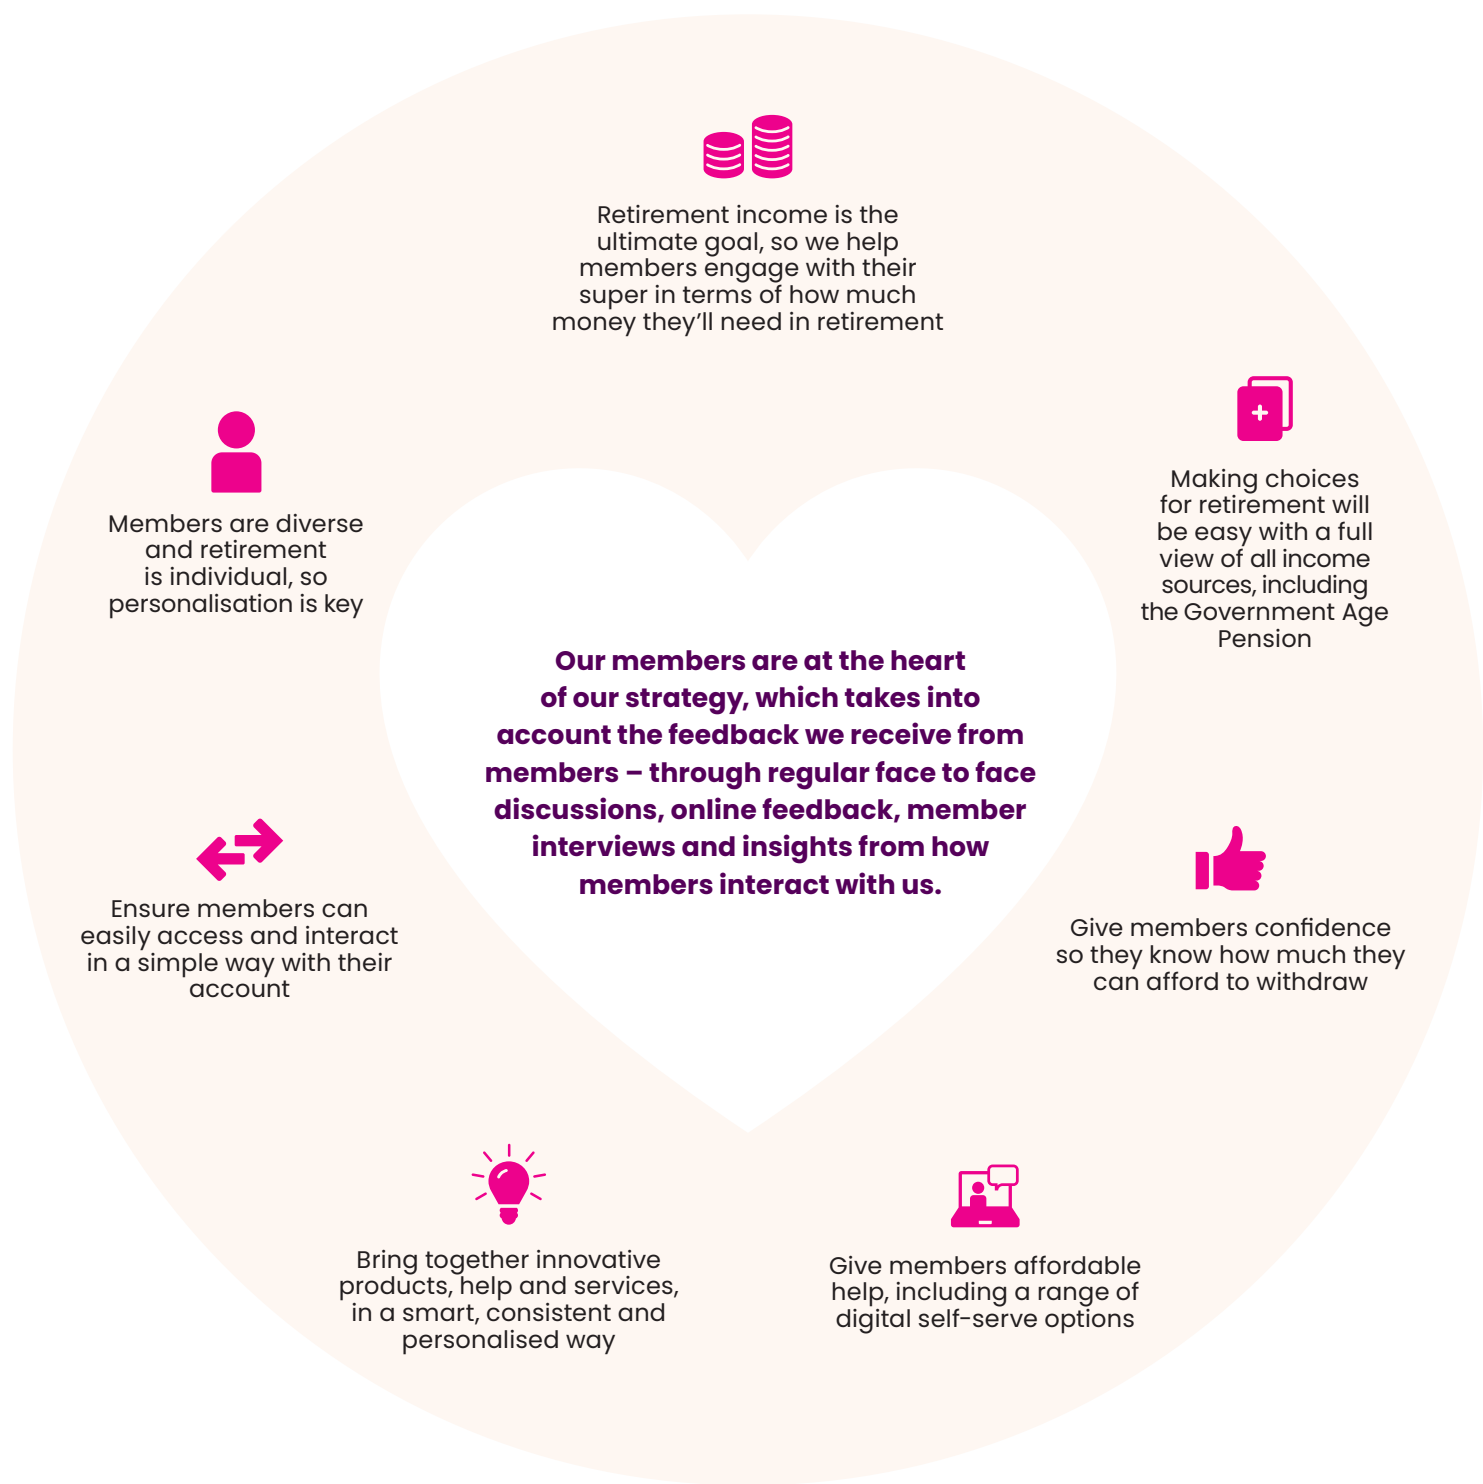 Retirement income is the
ultimate goal, so we help
members engage with their
super in terms of how much
money they’ll need in retirement
Making choices
for retirement will
be easy with a full
view of all income
sources, including
the Government Age
Pension
Members are diverse
and retirement
is individual, so
personalisation is key
Our members are at the heart
of our strategy, which takes into
account the feedback we receive from
members – through regular face to face
discussions, online feedback, member
interviews and insights from how
members interact with us.
Ensure members can
easily access and interact
in a simple way with their
account
Give members confidence
so they know how much they
can afford to withdraw
Bring together innovative
products, help and services,
in a smart, consistent and
personalised way
Give members affordable
help, including a range of
digital self-serve options